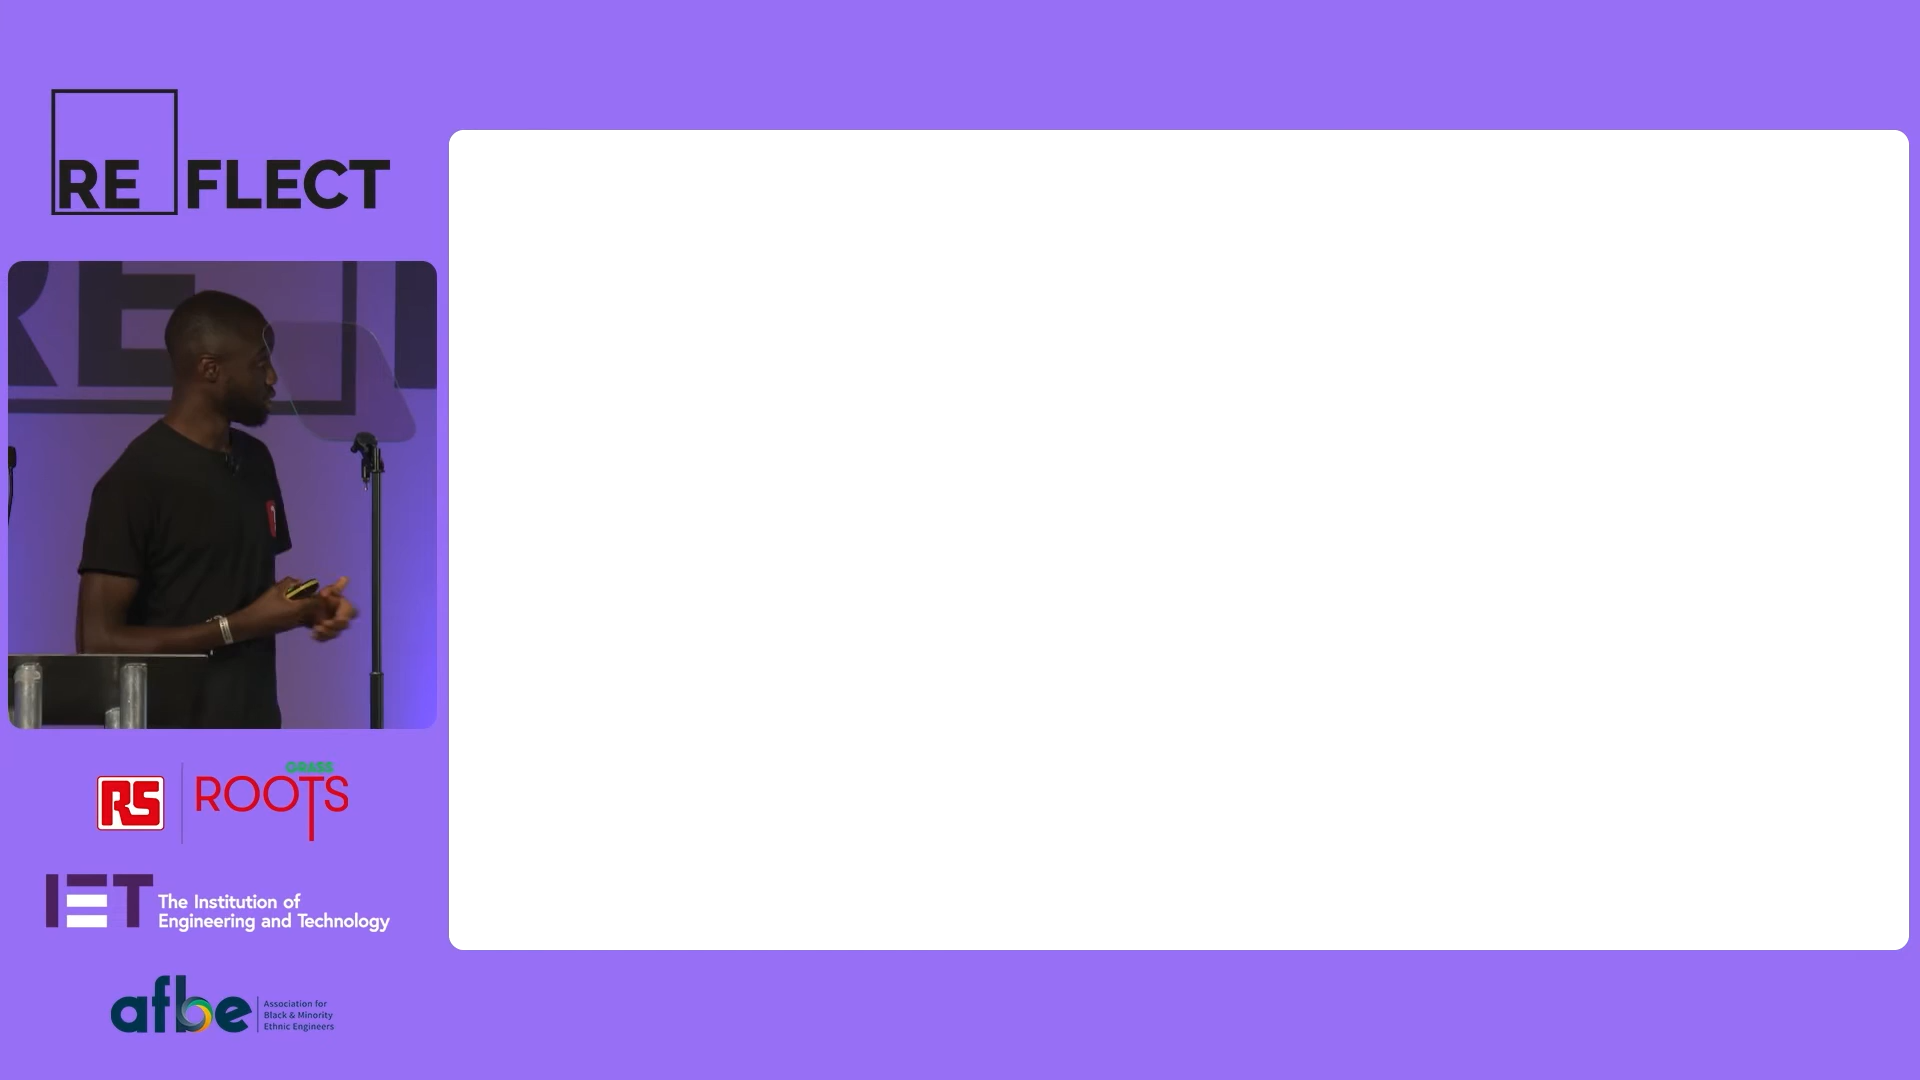 RE FLECT
RE
RS
GRASS
ROOTS
IET
The Institution of
Engineering and Technology
afbe
Association for
Black & Minority
Ethnic Engineers